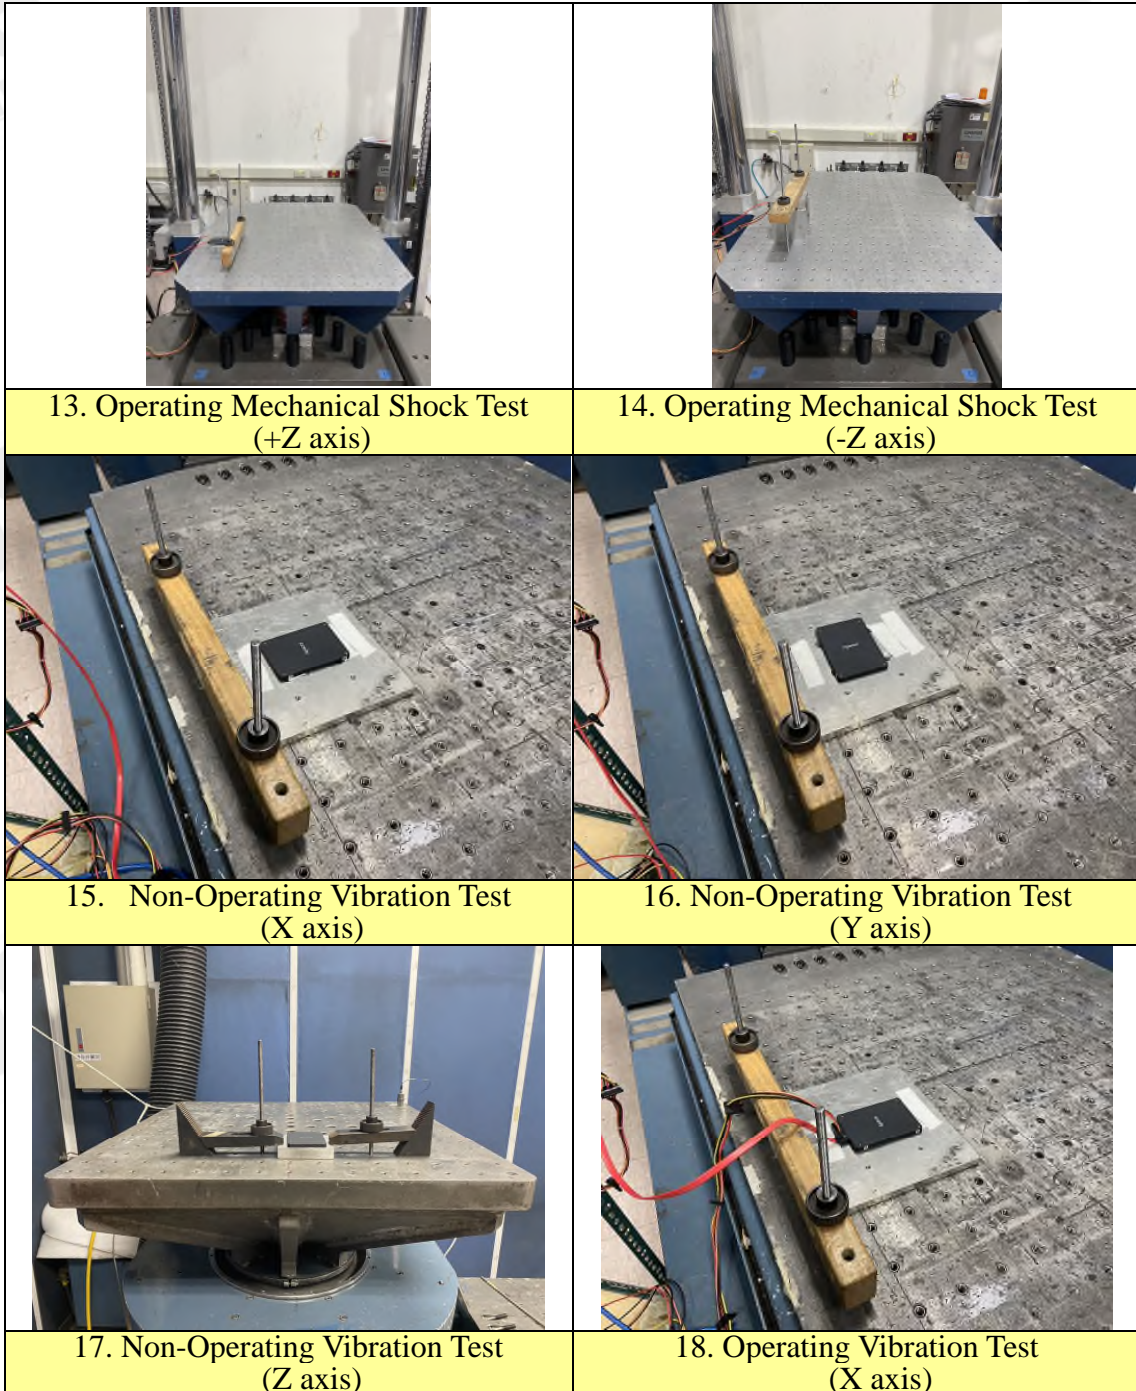 13. Operating Mechanical Shock Test
(+Z axis)
14. Operating Mechanical Shock Test
(-Z axis)
15. Non-Operating Vibration Test
(X axis)
16. Non-Operating Vibration Test
(Y axis)
17. Non-Operating Vibration Test
(Z axis)
18. Operating Vibration Test
(X axis)